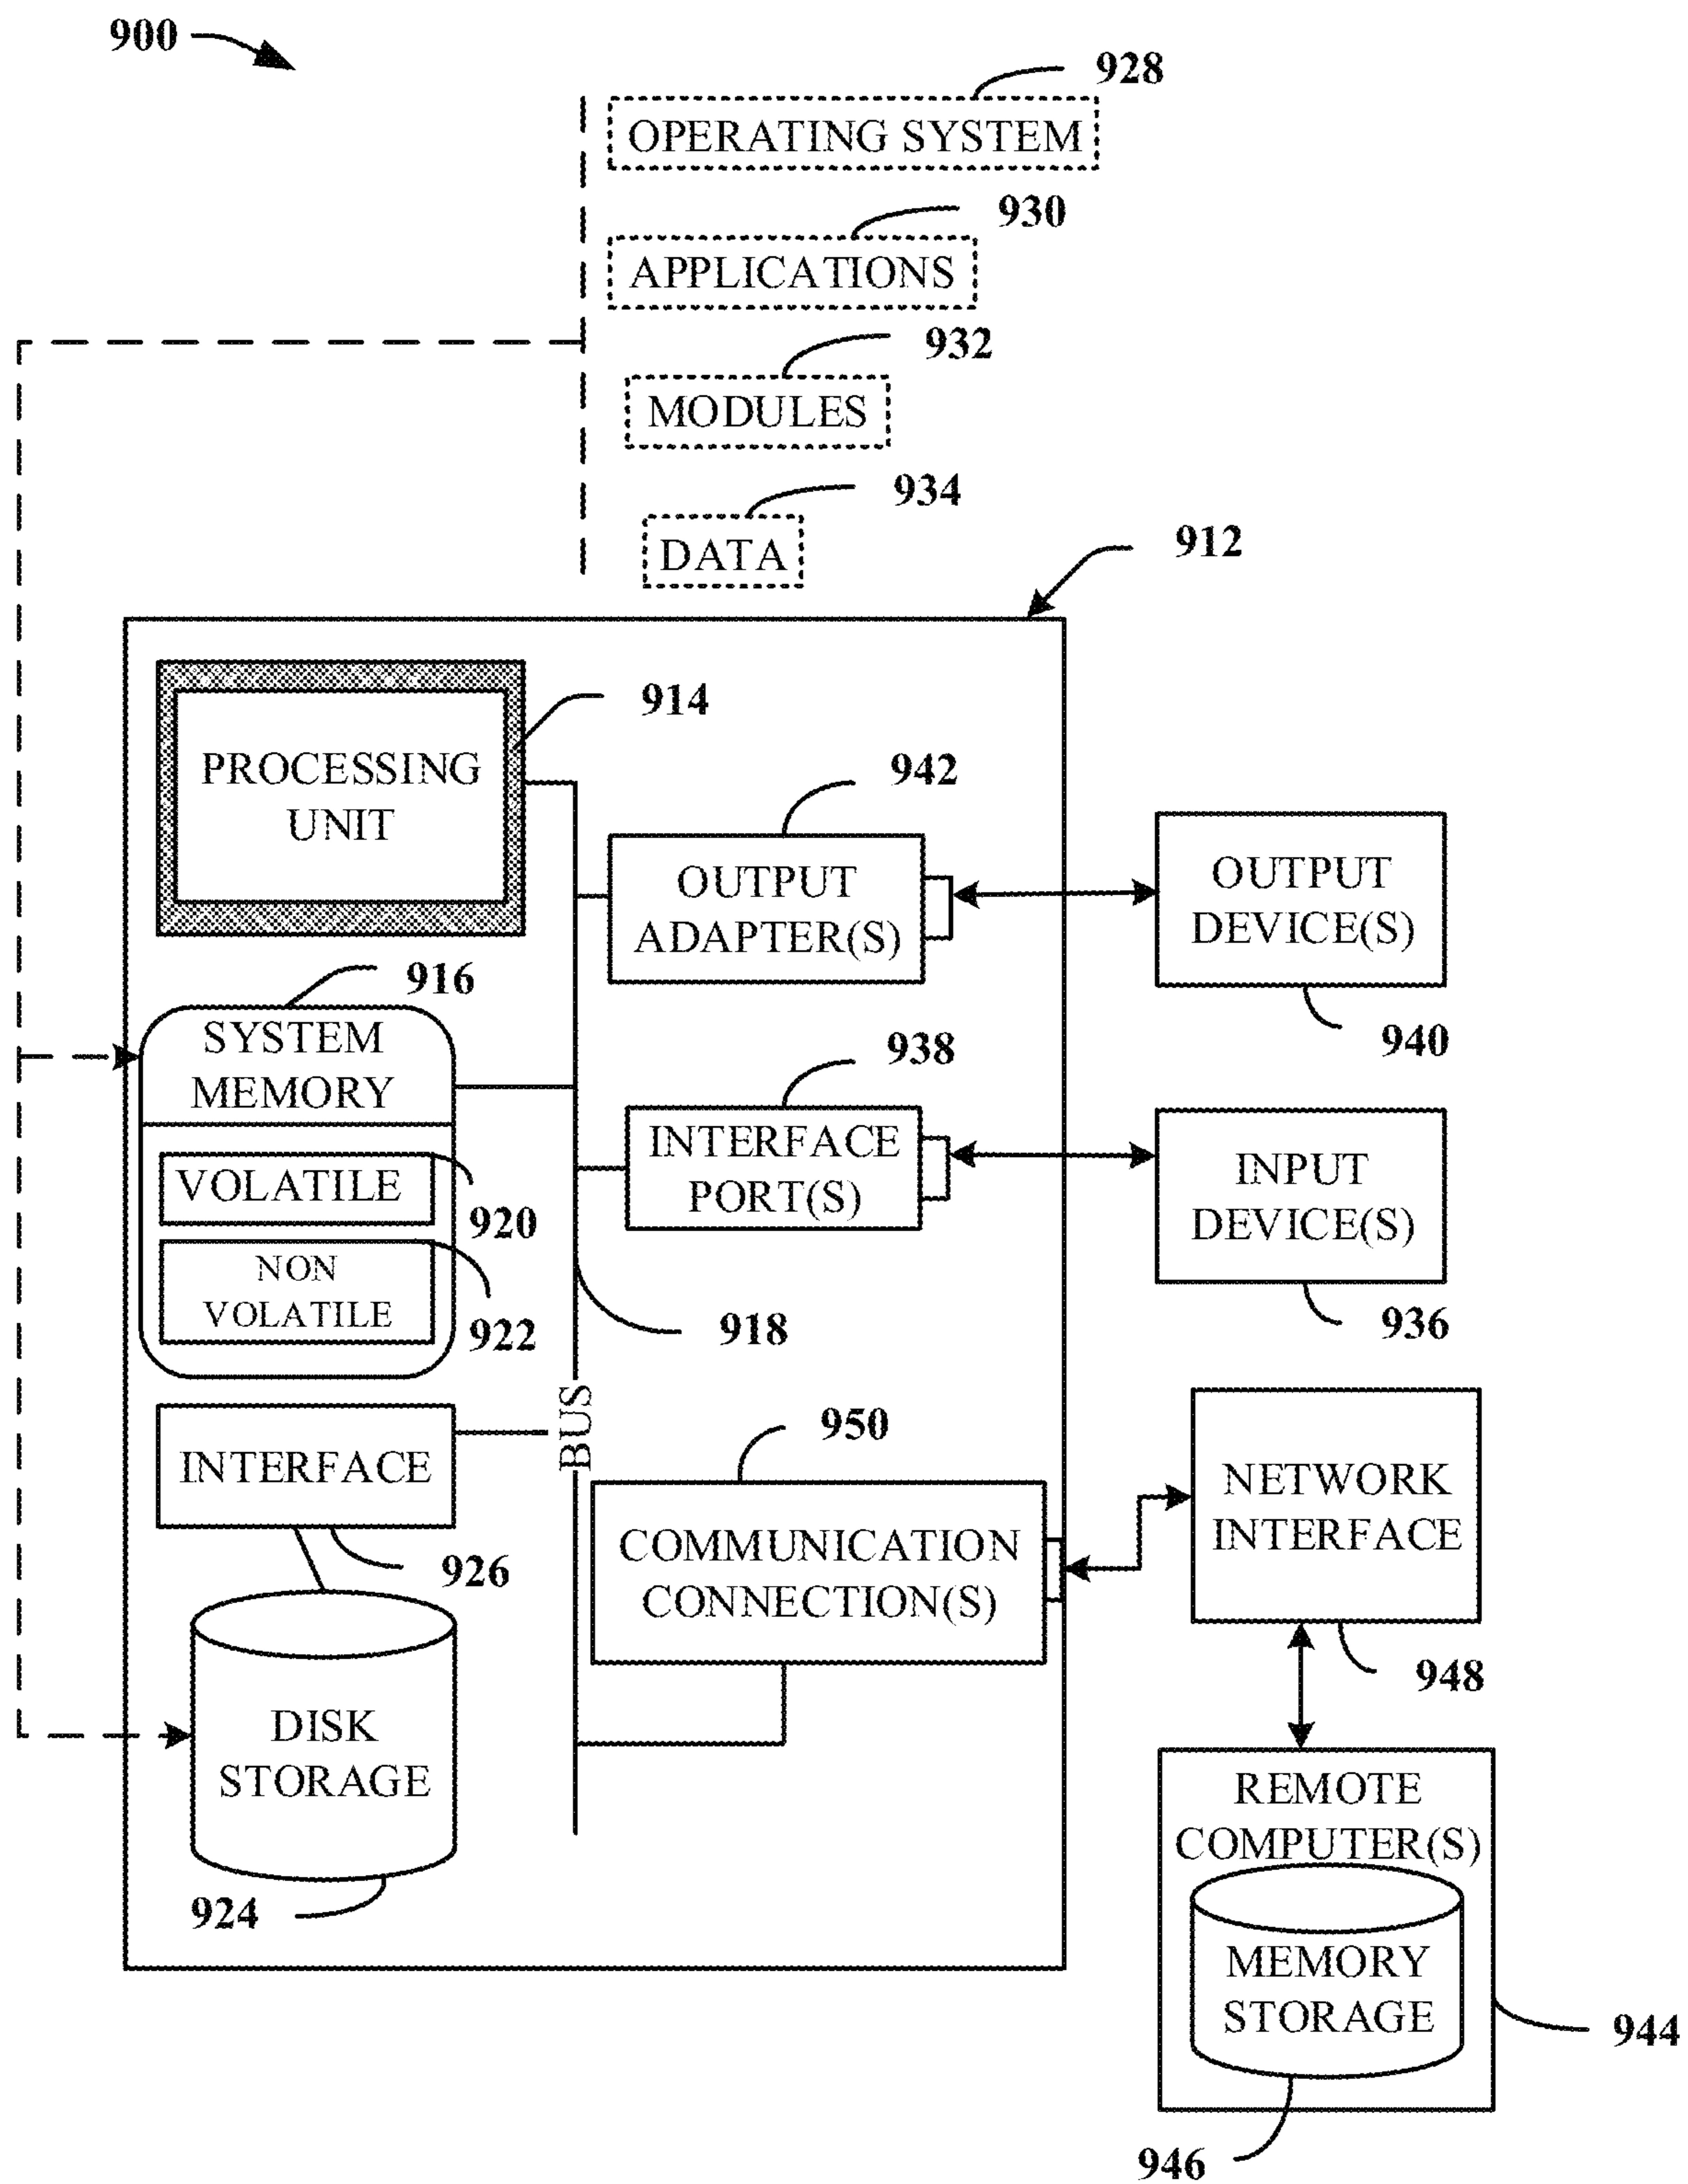 900
928
OPERATING SYSTEM
930
APPLICATIONS
932
MODULES
934
DATA
912
914
PROCESSING
UNIT
942
OUTPUT
ADAPTER(S)
OUTPUT
DEVICE(S)
940
916
SYSTEM
MEMORY
VOLATILE
920
NON
VOLATILE
922
938
INTERFACE
PORT(S)
INPUT
DEVICE(S)
936
918
BUS
INTERFACE
926
950
COMMUNICATION
CONNECTION(S)
NETWORK
INTERFACE
948
DISK
STORAGE
924
REMOTE
COMPUTER(S)
MEMORY
STORAGE
944
946